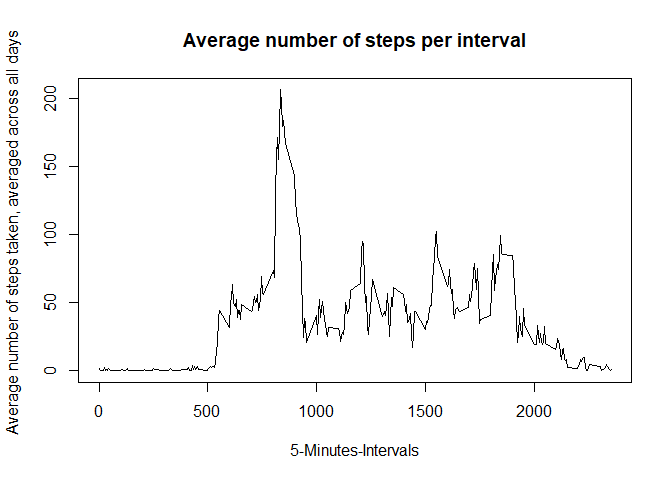 Average number of steps per interval
Average number of steps taken, averaged across all days
200
150
100
50
0
0 500 1000 1500 2000
5-Minutes-Intervals